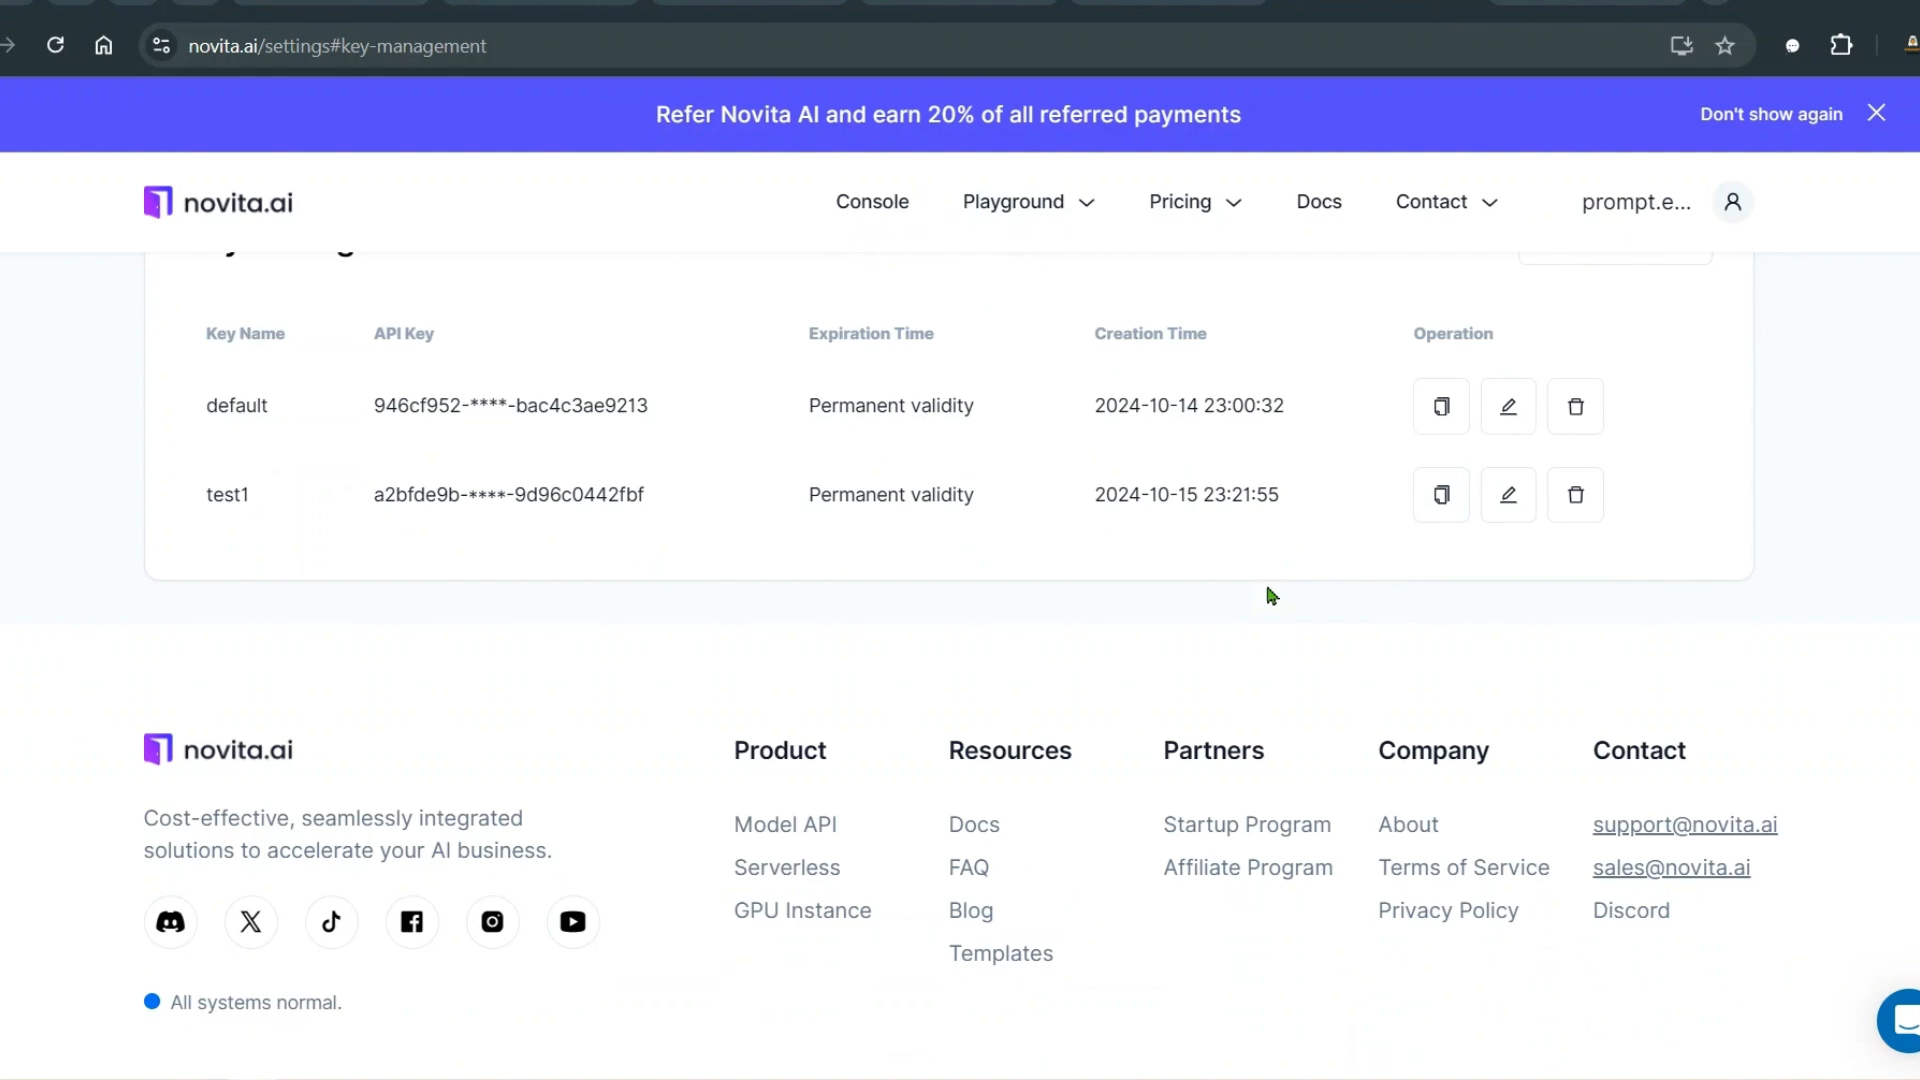 novita.ai/settings#key-management
Refer Novita AI and earn 20% of all referred payments
Don't show again
novita.ai
Console
Playground
Pricing
Docs
Contact
prompt.e...
Key Name
API Key
Expiration Time
Creation Time
Operation
default
946cf952-****-bac4c3ae9213
Permanent validity
2024-10-14 23:00:32
test1
a2bfde9b-****-9d96c0442fbf
Permanent validity
2024-10-15 23:21:55
novita.ai
Cost-effective, seamlessly integrated
solutions to accelerate your AI business.
All systems normal.
Product
Model API
Serverless
GPU Instance
Resources
Docs
FAQ
Blog
Templates
Partners
Startup Program
Affiliate Program
Company
About
Terms of Service
Privacy Policy
Contact
support@novita.ai
sales@novita.ai
Discord